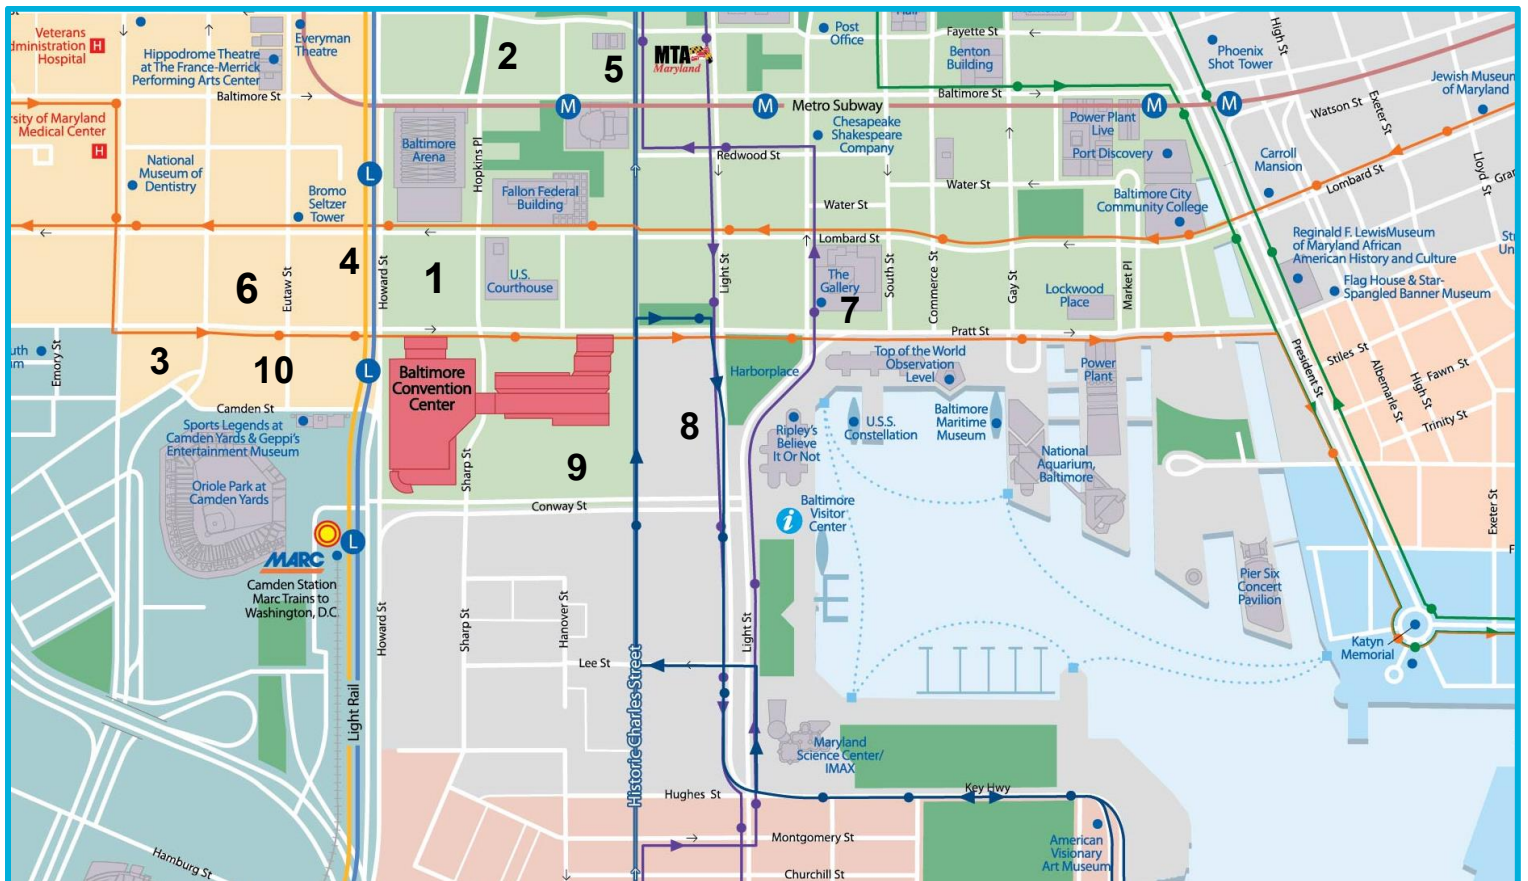 Veterans
dministration
Hospital
H
Hippodrome Theatre
at The France-Merrick
Performing Arts Center
Everyman
Theatre
2
5
MTA
Maryland
Post
Office
Hall
Fayette St
Benton
Building
High St
Phoenix
Shot Tower
Jewish Museum
of Maryland
Baltimore St
Baltimore St
M
M
Metro Subway
M
M
Watson St
Exeter St
rsity of Maryland
Medical Center
H
Baltimore
Arena
Hopkins Pl
Chesapeake
Shakespeare
Company
Power Plant
Live
Port Discovery
Carroll
Mansion
Lloyd St
Lombard St
National
Museum of
Dentistry
L
Redwood St
Water St
Water St
Bromo
Seltzer
Tower
Fallon Federal
Building
Baltimore City
Community College
Lombard St
Reginald F. LewisMuseum
of Maryland African
American History and Culture
Flag House & Star-
Spangled Banner Museum
4
6
1
Eutaw St
Howard St
U.S.
Courthouse
Light St
The
Gallery
7
South St
Commerce St
Gay St
Lockwood
Place
Market Pl
Pratt St
uth
m
Emory St
3
10
L
Baltimore
Convention
Center
Harborplace
Top of the World
Observation
Level
Power
Plant
President St
Stiles St
Albemarle St
High St
Fawn St
Trinity St
Camden St
Sports Legends at
Camden Yards & Geppi's
Entertainment Museum
8
Ripley's
Believe
It Or Not
U.S.S.
Constellation
Baltimore
Maritime
Museum
Oriole Park at
Camden Yards
Sharp St
9
National
Aquarium,
Baltimore
Conway St
Baltimore
Visitor
Center
i
Exeter St
L
MARC
Camden Station
Marc Trains to
Washington, D.C
Pier Six
Concert
Pavilion
Howard St
Sharp St
Hanover St
Light St
Lee St
Katyn
Memorial
Light Rail
Historic Charles Street
Maryland
Science Center/
IMAX
Hughes St
Key Hwy
Montgomery St
American
Visionary
Art Museum
Hamburg St
Churchill St